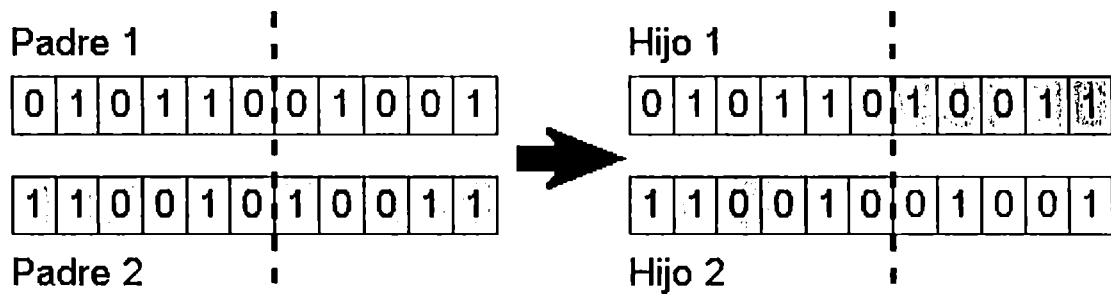 Padre 1
0 1 0 1 1 0 0 1 0 0 1
1 1 0 0 1 0 1 0 0 1 1
Padre 2
Hijo 1
0 1 0 1 1 0 1 0 0 1 1
1 1 0 0 1 0 0 1 0 0 1
Hijo 2